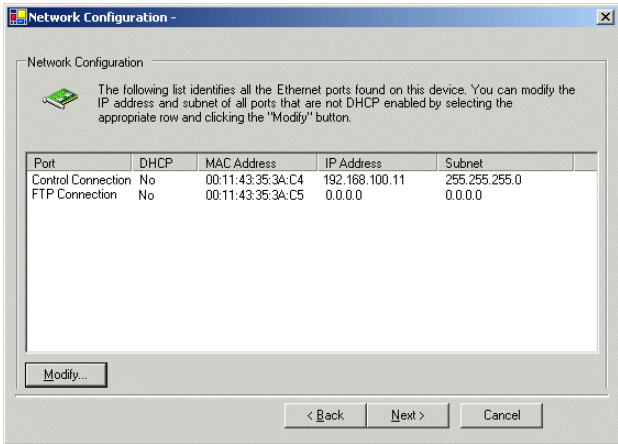 Network Configuration -
Network Configuration
The following list identifies all the Ethernet ports found on this device. You can modify the
IP address and subnet of all ports that are not DHCP enabled by selecting the
appropriate row and clicking the "Modify" button.
Port DHCP MAC Address IP Address Subnet
Control Connection No 00:11:43:35:3A:C4 192.168.100.11 255.255.255.0
FTP Connection No 00:11:43:35:3A:C5 0.0.0.0 0.0.0.0
Modify...
< Back Next > Cancel